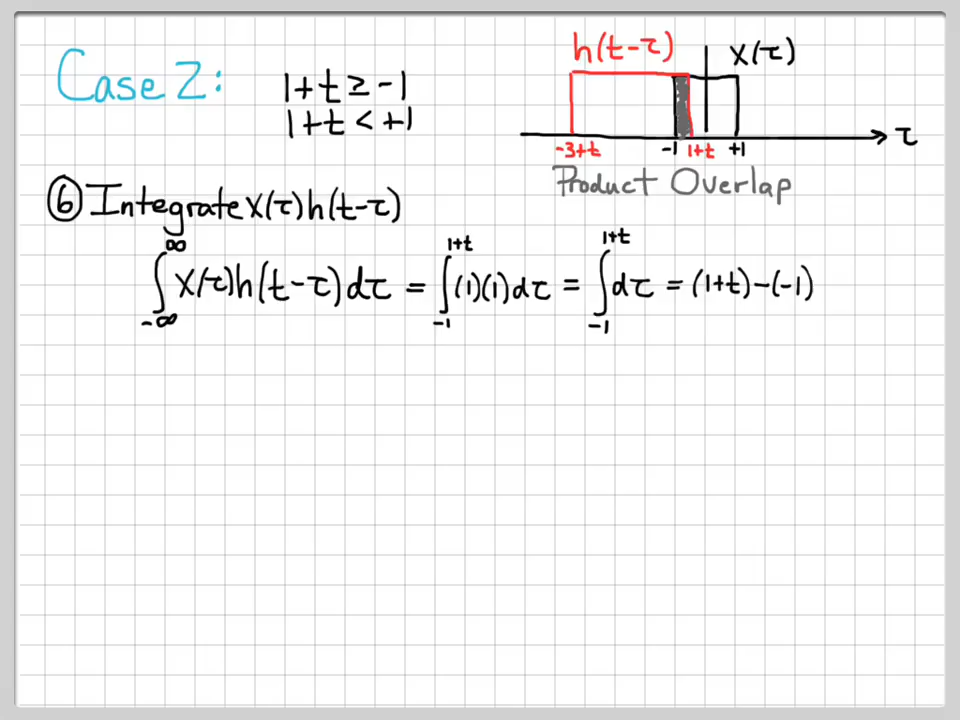 Case 2:
1+t ≥ -1
1+t < +1
h(t-τ)
x(τ)
τ
-3+t
-1
1+t
+1
Product Overlap
⑥ Integrate x(τ)h(t-τ)
∫_{-∞}^{∞} x(τ)h(t-τ)dτ = ∫_{-1}^{1+t} (1)(1)dτ = ∫_{-1}^{1+t} dτ = (1+t)-(-1)